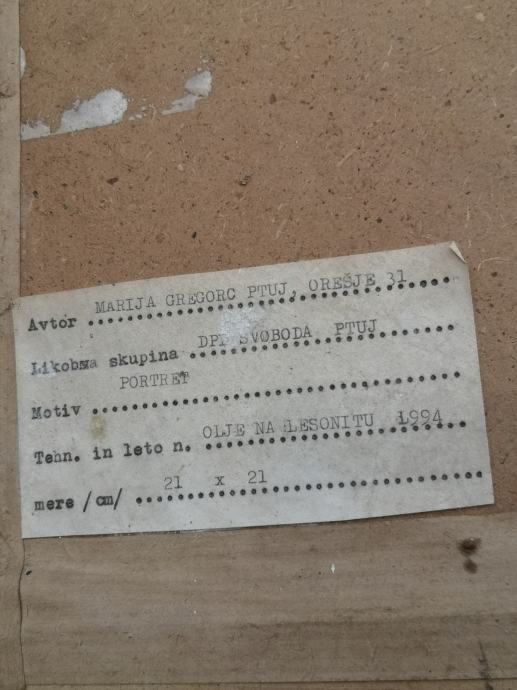 Avtor MARIJA GREGORC PTUJ, OREŠJE 31
skupina DPD SVOBODA PTUJ
Motiv PORTRET
Tehn. in leto n. OLJE NA LESONITU 1994
mere /cm/ 21 x 21